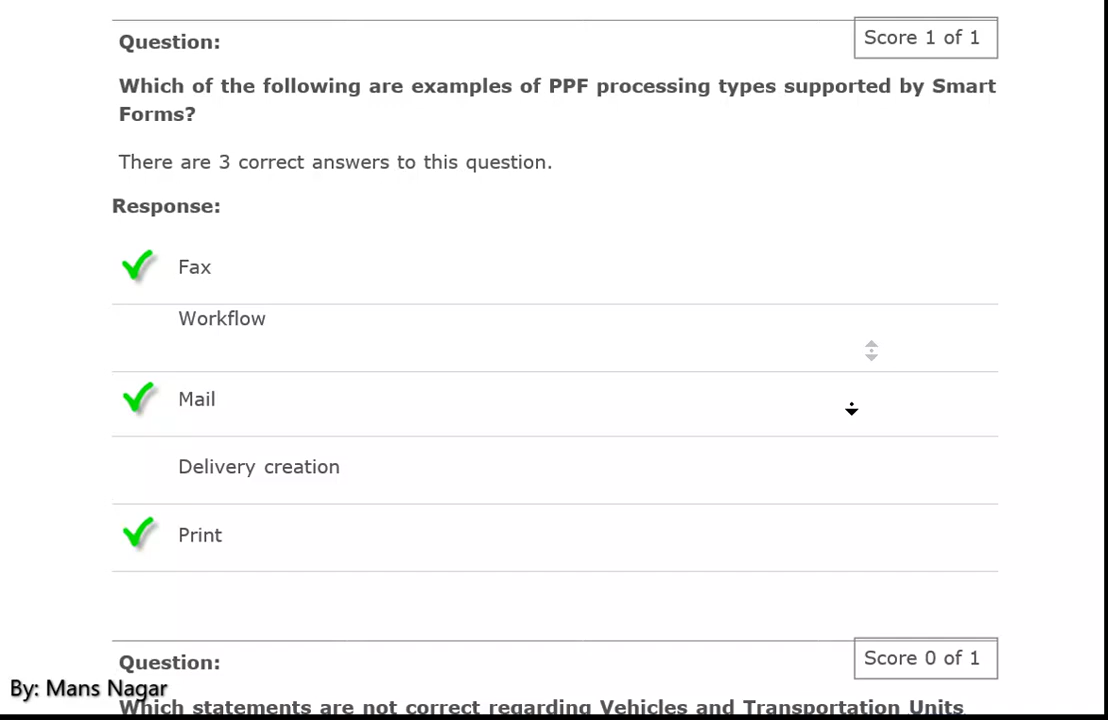 Question:
Score 1 of 1
Which of the following are examples of PPF processing types supported by Smart
Forms?
There are 3 correct answers to this question.
Response:
Fax
Workflow
Mail
Delivery creation
Print
Question:
Score 0 of 1
By: Mans Nagar
Which statements are not correct regarding Vehicles and Transportation Units